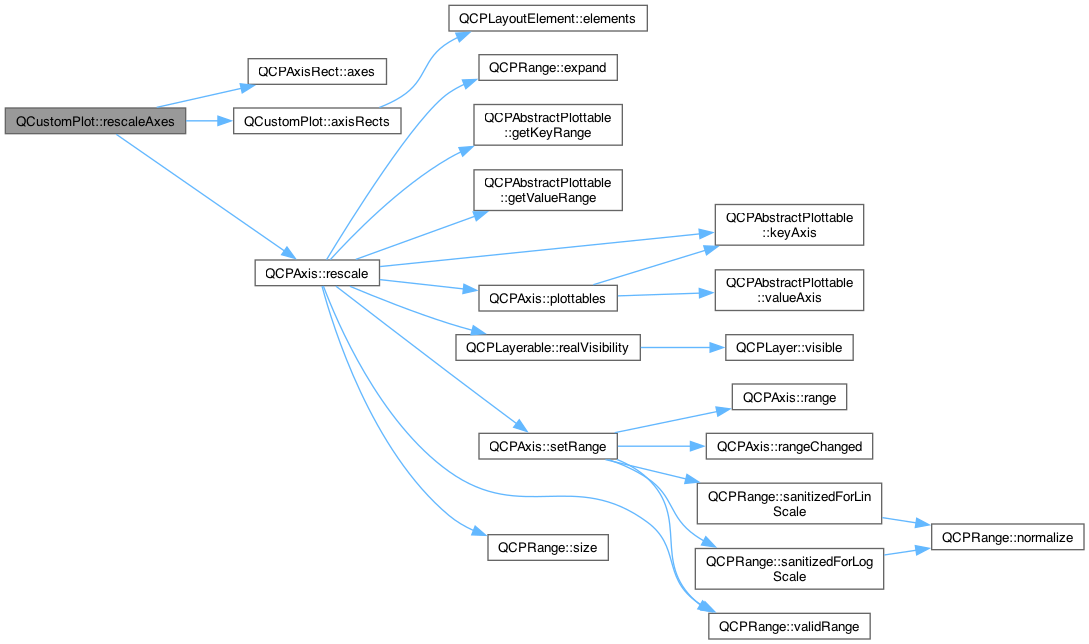 QCPLayoutElement::elements
QCPAxisRect::axes
QCPRange::expand
QCustomPlot::rescaleAxes
QCustomPlot::axisRects
QCPAbstractPlottable
::getKeyRange
QCPAbstractPlottable
::getValueRange
QCPAbstractPlottable
::keyAxis
QCPAxis::rescale
QCPAxis::plottables
QCPAbstractPlottable
::valueAxis
QCPLayerable::realVisibility
QCPLayer::visible
QCPAxis::range
QCPAxis::setRange
QCPAxis::rangeChanged
QCPRange::sanitizedForLin
Scale
QCPRange::normalize
QCPRange::size
QCPRange::sanitizedForLog
Scale
QCPRange::validRange